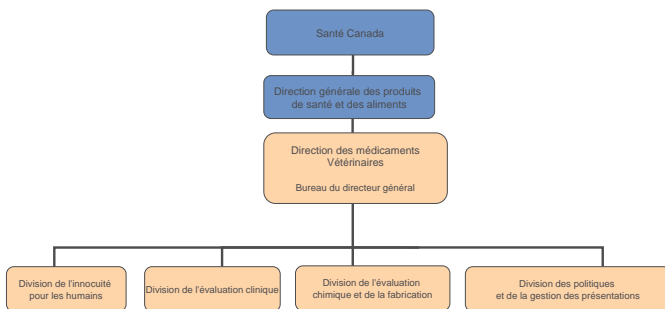 Santé Canada
Direction générale des produits
de santé et des aliments
Direction des médicaments
Vétérinaires
Bureau du directeur général
Division de l'innocuité
pour les humains
Division de l'évaluation clinique
Division de l'évaluation
chimique et de la fabrication
Division des politiques
et de la gestion des présentations